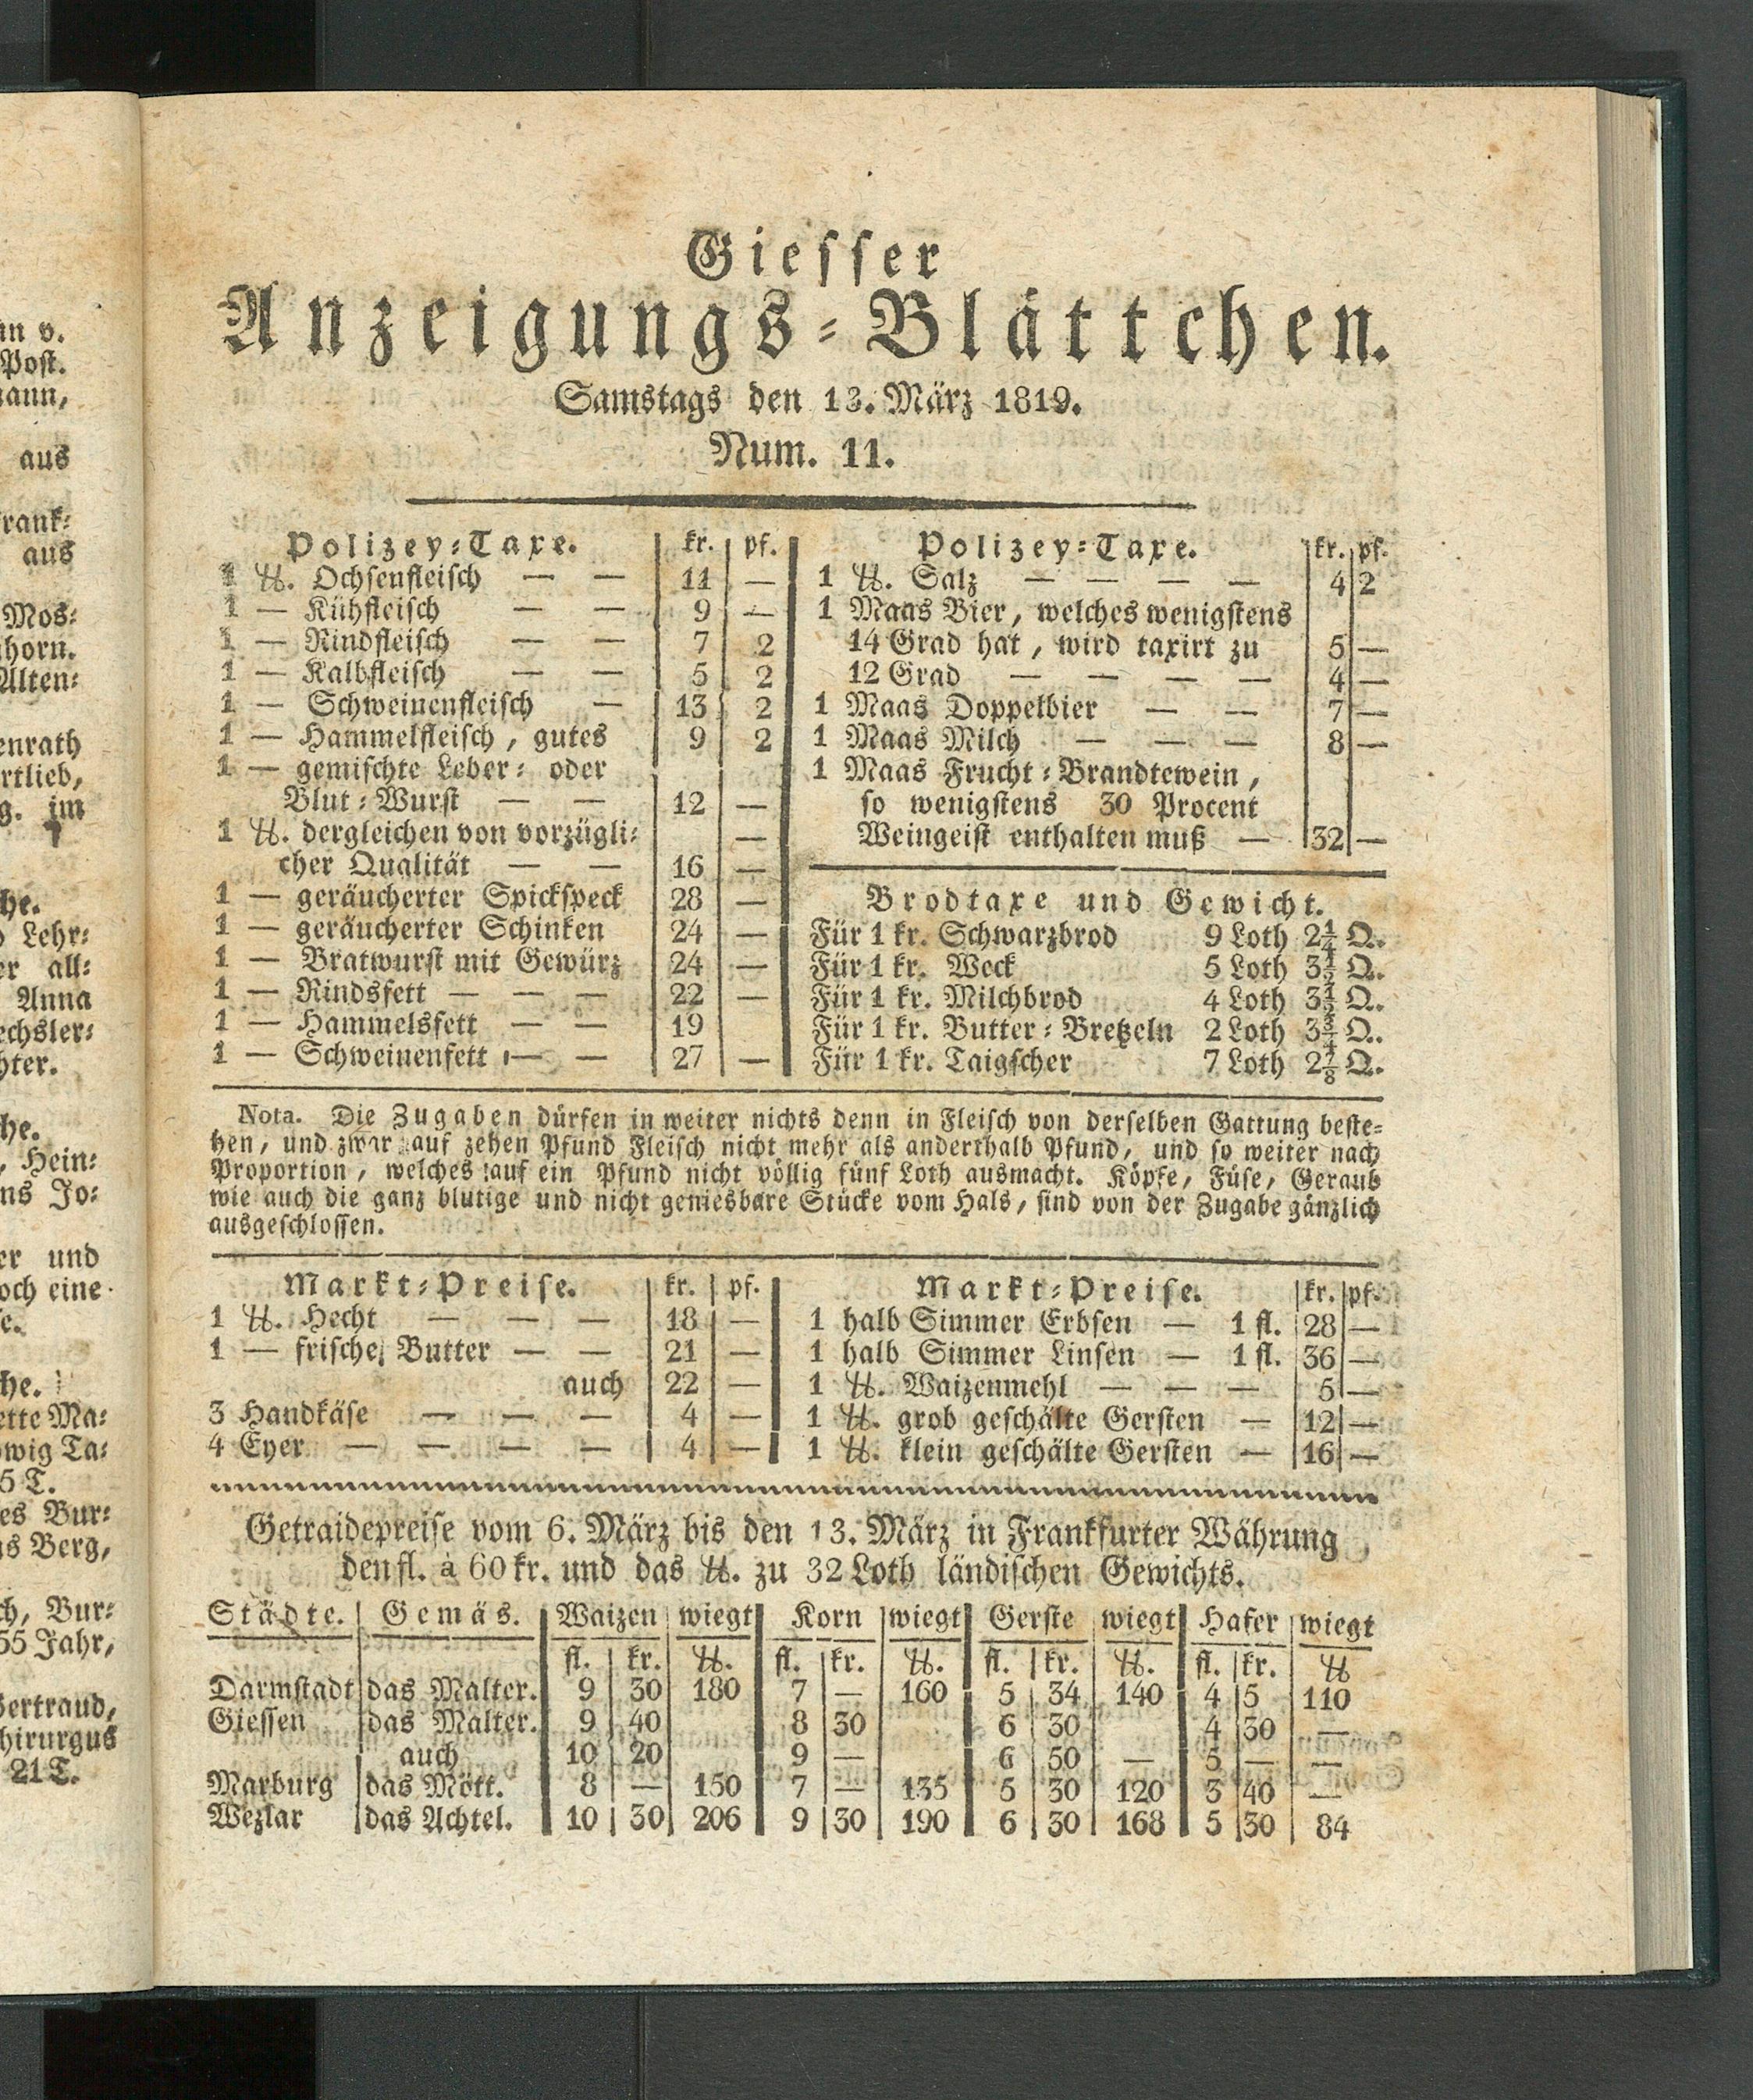 Giesser
Anzeigungs-Blättchen.
Samstags den 13. März 1819.
Num. 11.
Polizey-Taxe. kr. pf.
1 ℔. Ochsenfleisch — — 11 —
1 — Kühfleisch — — 9 —
1 — Rindfleisch — — 7 2
1 — Kalbfleisch — — 5 2
1 — Schweinenfleisch — 13 2
1 — Hammelfleisch, gutes 9 2
1 — gemischte Leber- oder
Blut-Wurst — — 12 —
1 ℔. dergleichen von vorzügli- —
cher Qualität — — 16 —
1 — geräucherter Spickspeck 28 —
1 — geräucherter Schinken 24 —
1 — Bratwurst mit Gewürz 24 —
1 — Rindsfett — — — 22 —
1 — Hammelsfett — — 19
1 — Schweinenfett — — 27 —
Polizey-Taxe. kr. pf.
1 ℔. Salz — — — — 4 2
1 Maas Bier, welches wenigstens
14 Grad hat, wird taxirt zu 5 —
12 Grad — — — — 4 —
1 Maas Doppelbier — — 7 —
1 Maas Milch — — — 8 —
1 Maas Frucht-Brandtewein,
so wenigstens 30 Procent
Weingeist enthalten muß — 32 —
Brodtaxe und Gewicht.
Für 1 kr. Schwarzbrod 9 Loth 2¼ Q.
Für 1 kr. Weck 5 Loth 3½ Q.
Für 1 kr. Milchbrod 4 Loth 3½ Q.
Für 1 kr. Butter-Bretzeln 2 Loth 3¾ Q.
Für 1 kr. Taigscher 7 Loth 2⅞ Q.
Nota. Die Zugaben dürfen in weiter nichts denn in Fleisch von derselben Gattung beste-
hen, und zwar auf zehen Pfund Fleisch nicht mehr als anderthalb Pfund, und so weiter nach
Proportion, welches auf ein Pfund nicht völlig fünf Loth ausmacht. Köpfe, Füse, Geraub
wie auch die ganz blutige und nicht geniesbare Stücke vom Hals, sind von der Zugabe gänzlich
ausgeschlossen.
Markt-Preise. kr. pf.
1 ℔. Hecht — — — 18 —
1 — frische Butter — — 21 —
auch 22 —
3 Handkäse — — — 4 —
4 Eyer — — — — 4 —
Markt-Preise. kr. pf.
1 halb Simmer Erbsen — 1 fl. 28 —
1 halb Simmer Linsen — 1 fl. 36 —
1 ℔. Waizenmehl — — — 5 —
1 ℔. grob geschälte Gersten — 12 —
1 ℔. klein geschälte Gersten — 16 —
Getraidepreise vom 6. März bis den 13. März in Frankfurter Währung
den fl. à 60 kr. und das ℔. zu 32 Loth ländischen Gewichts.
Städte. Gemäs. Waizen wiegt Korn wiegt Gerste wiegt Hafer wiegt
fl. kr. ℔. fl. kr. ℔. fl. kr. ℔. fl. kr. ℔
Darmstadt das Malter. 9 30 180 7 — 160 5 34 140 4 5 110
Giessen das Malter. 9 40 8 30 6 30 4 30 —
auch 10 20 9 — 6 50 — 5 — —
Marburg das Mött. 8 — 150 7 — 135 5 30 120 3 40 —
Wezlar das Achtel. 10 30 206 9 30 190 6 30 168 5 30 84